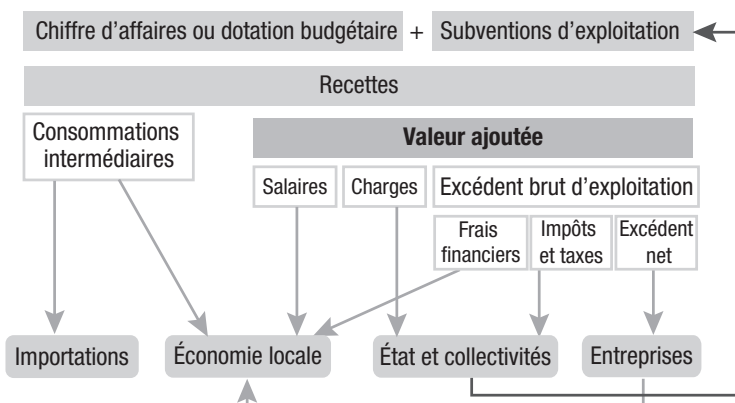 Chiffre d'affaires ou dotation budgétaire + Subventions d'exploitation
Recettes
Consommations
intermédiaires
Valeur ajoutée
Salaires
Charges
Excédent brut d'exploitation
Frais
financiers
Impôts
et taxes
Excédent
net
Importations
Économie locale
État et collectivités
Entreprises